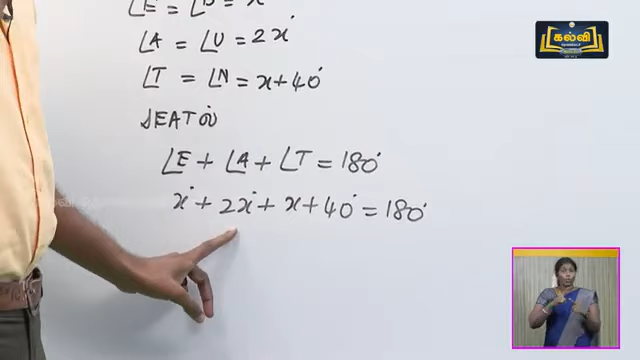 ∠E = ∠D = x°
∠A = ∠U = 2x°
∠T = ∠N = x+40°
ΔEATல்
∠E + ∠A + ∠T = 180°
x° + 2x° + x + 40° = 180°
கல்வி